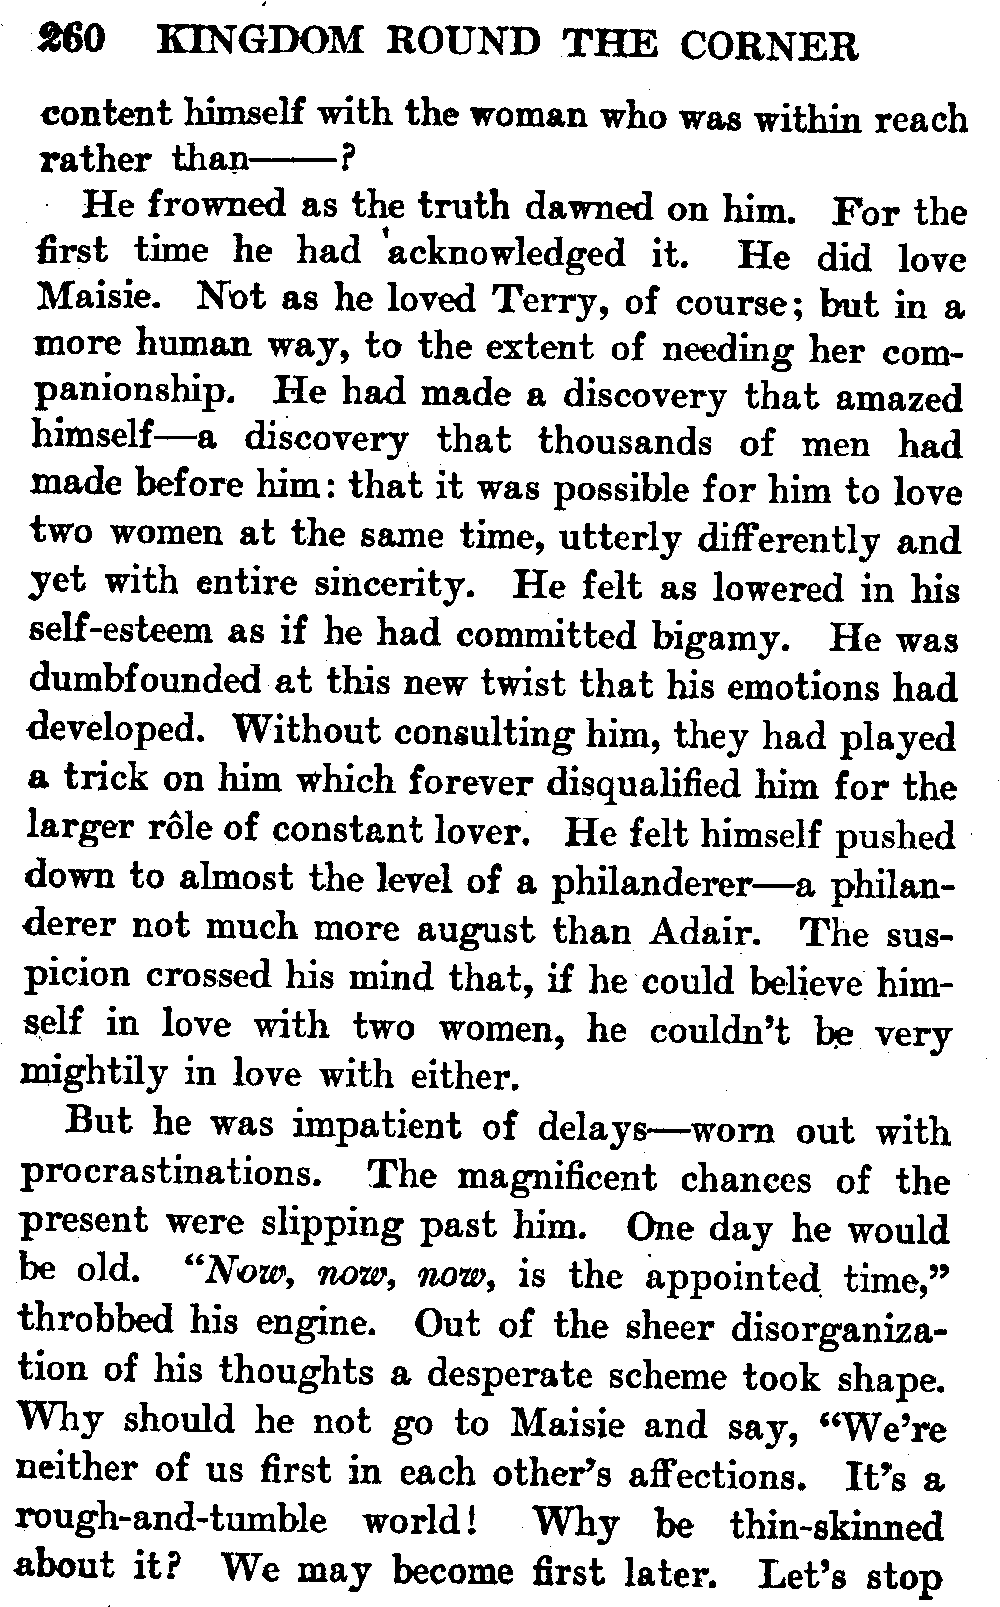 260 KINGDOM ROUND THE CORNER
content himself with the woman who was within reach
rather than——?
He frowned as the truth dawned on him. For the
first time he had acknowledged it. He did love
Maisie. Not as he loved Terry, of course; but in a
more human way, to the extent of needing her com-
panionship. He had made a discovery that amazed
himself—a discovery that thousands of men had
made before him: that it was possible for him to love
two women at the same time, utterly differently and
yet with entire sincerity. He felt as lowered in his
self-esteem as if he had committed bigamy. He was
dumbfounded at this new twist that his emotions had
developed. Without consulting him, they had played
a trick on him which forever disqualified him for the
larger rôle of constant lover. He felt himself pushed
down to almost the level of a philanderer—a philan-
derer not much more august than Adair. The sus-
picion crossed his mind that, if he could believe him-
self in love with two women, he couldn't be very
mightily in love with either.
But he was impatient of delays—worn out with
procrastinations. The magnificent chances of the
present were slipping past him. One day he would
be old. "Now, now, now, is the appointed time,"
throbbed his engine. Out of the sheer disorganiza-
tion of his thoughts a desperate scheme took shape.
Why should he not go to Maisie and say, "We're
neither of us first in each other's affections. It's a
rough-and-tumble world! Why be thin-skinned
about it? We may become first later. Let's stop